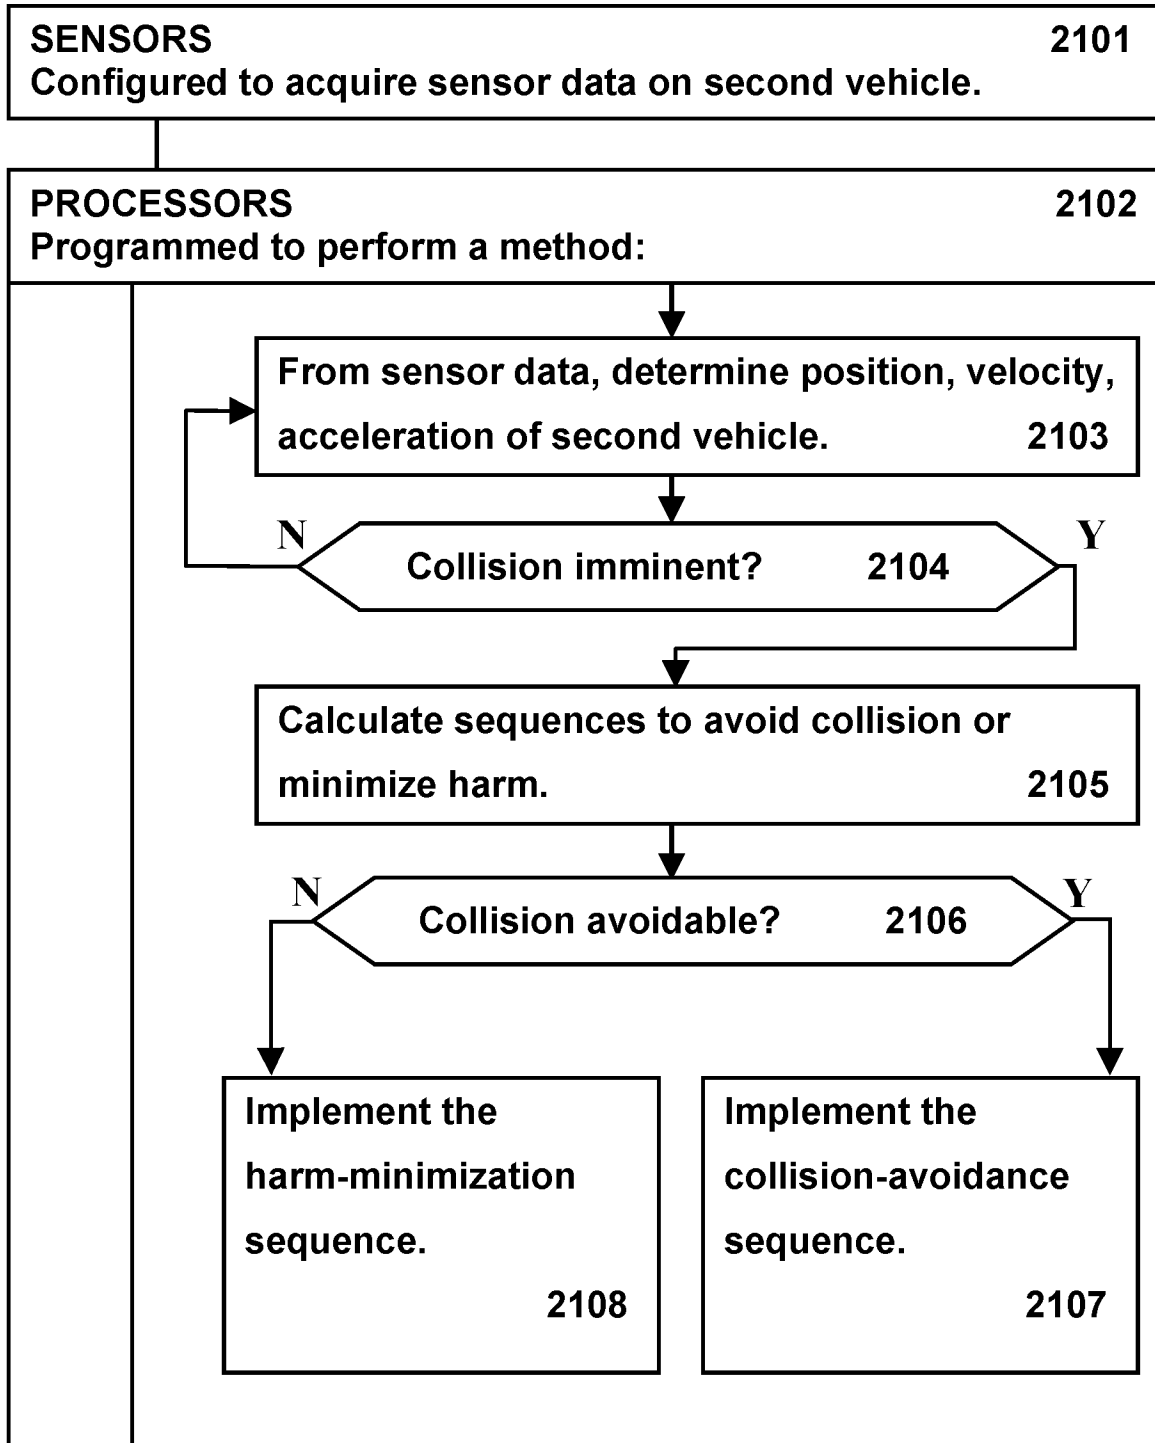 SENSORS 2101
Configured to acquire sensor data on second vehicle.
PROCESSORS 2102
Programmed to perform a method:
From sensor data, determine position, velocity,
acceleration of second vehicle. 2103
N Y
Collision imminent? 2104
Calculate sequences to avoid collision or
minimize harm. 2105
N Y
Collision avoidable? 2106
Implement the
harm-minimization
sequence.
2108
Implement the
collision-avoidance
sequence.
2107